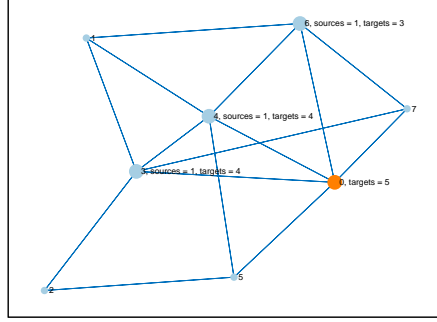 6, sources = 1, targets = 3
1
7
4, sources = 1, targets = 4
3, sources = 1, targets = 4
0, targets = 5
5
2